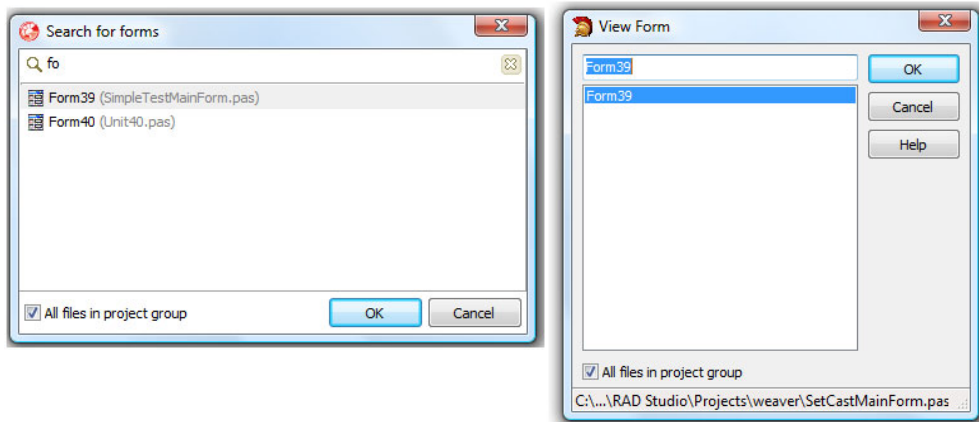 Search for forms
fo
Form39 (SimpleTestMainForm.pas)
Form40 (Unit40.pas)
All files in project group
OK
Cancel
View Form
Form39
OK
Form39
Cancel
Help
All files in project group
C:\...\RAD Studio\Projects\weaver\SetCastMainForm.pas